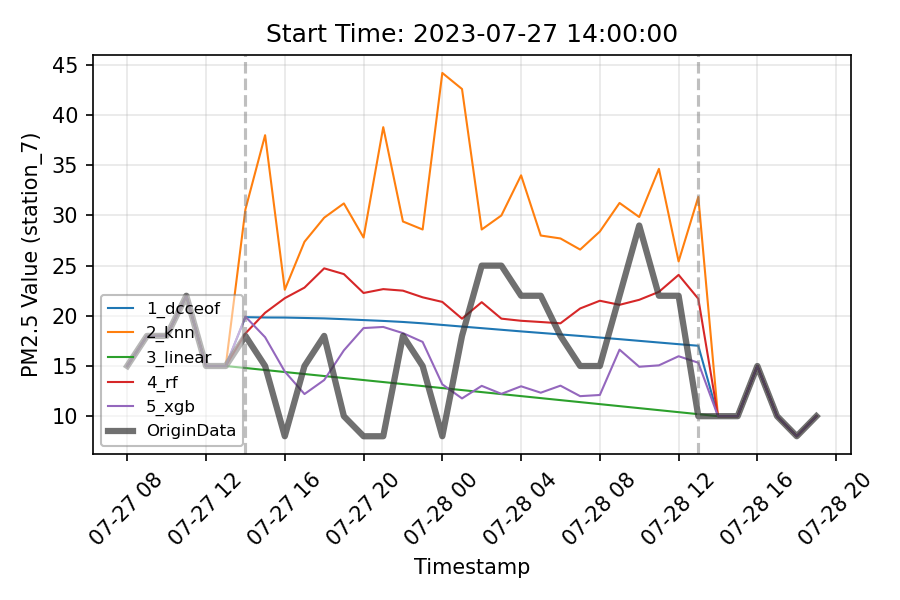 Start Time: 2023-07-27 14:00:00
PM2.5 Value (station_7)
45
40
35
30
25
20
15
10
1_dcceof
2_knn
3_linear
4_rf
5_xgb
OriginData
07-27 08
07-27 12
07-27 16
07-27 20
07-28 00
07-28 04
07-28 08
07-28 12
07-28 16
07-28 20
Timestamp